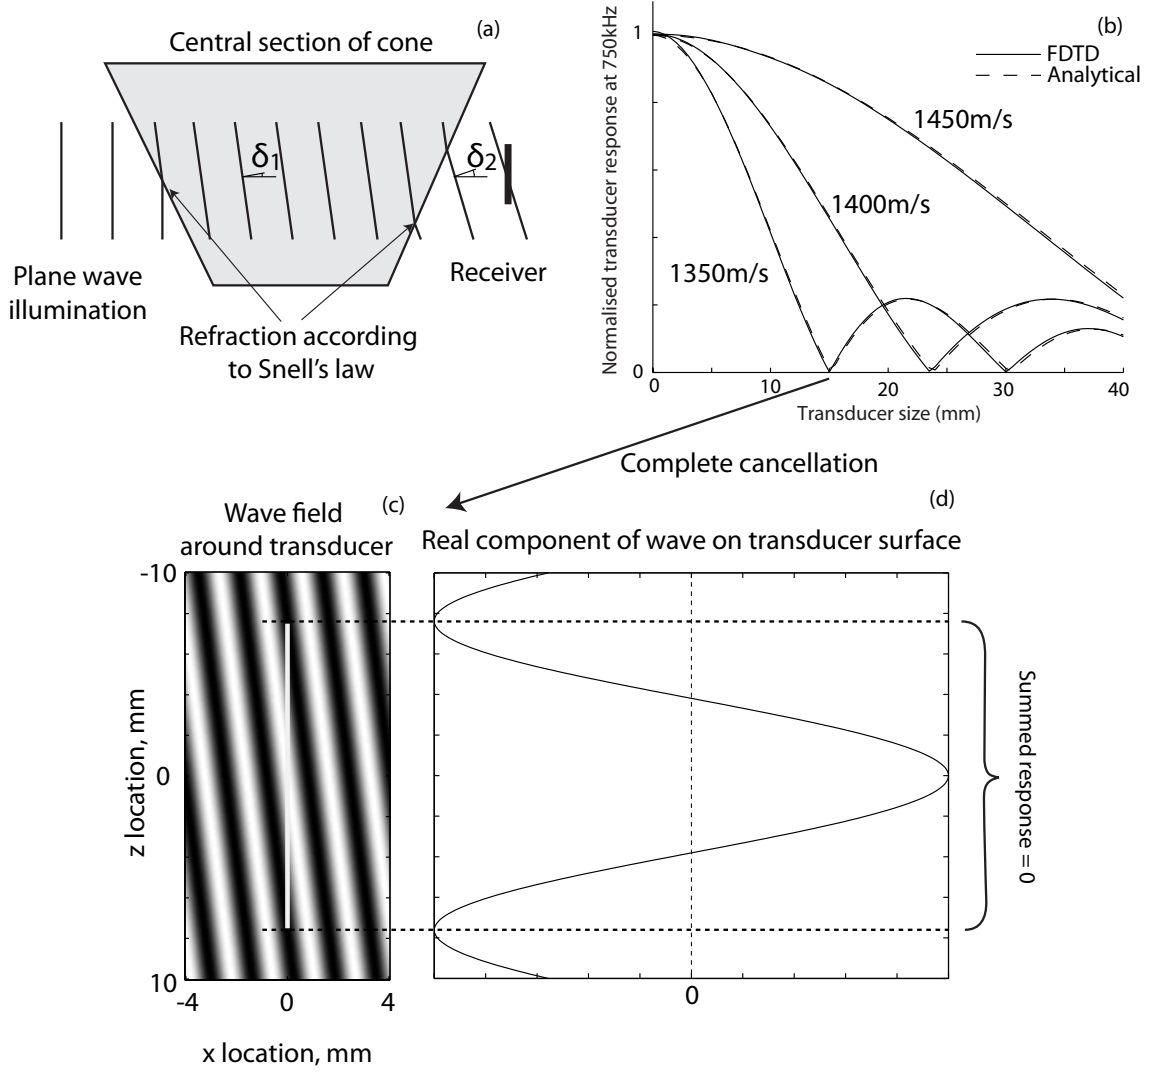 (a)
Central section of cone
δ1
δ2
Plane wave
illumination
Receiver
Refraction according
to Snell's law
(b)
Normalised transducer response at 750kHz
1
0
FDTD
Analytical
1450m/s
1400m/s
1350m/s
0 10 20 30 40
Transducer size (mm)
Complete cancellation
(c)
Wave field
around transducer
-10
0
10
z location, mm
-4 0 4
x location, mm
(d)
Real component of wave on transducer surface
0
Summed response = 0